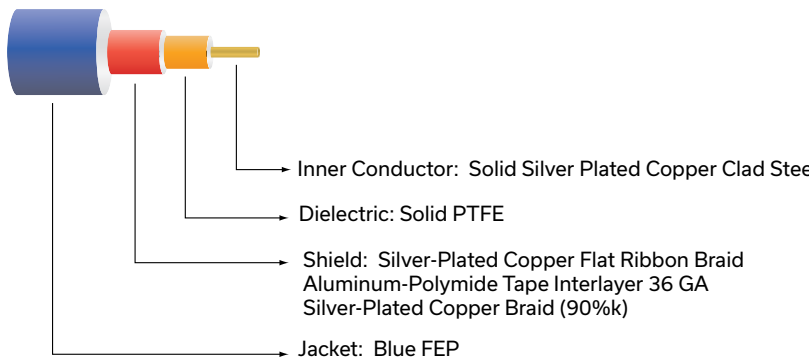 Inner Conductor: Solid Silver Plated Copper Clad Stee
Dielectric: Solid PTFE
Shield: Silver-Plated Copper Flat Ribbon Braid
Aluminum-Polymide Tape Interlayer 36 GA
Silver-Plated Copper Braid (90%k)
Jacket: Blue FEP